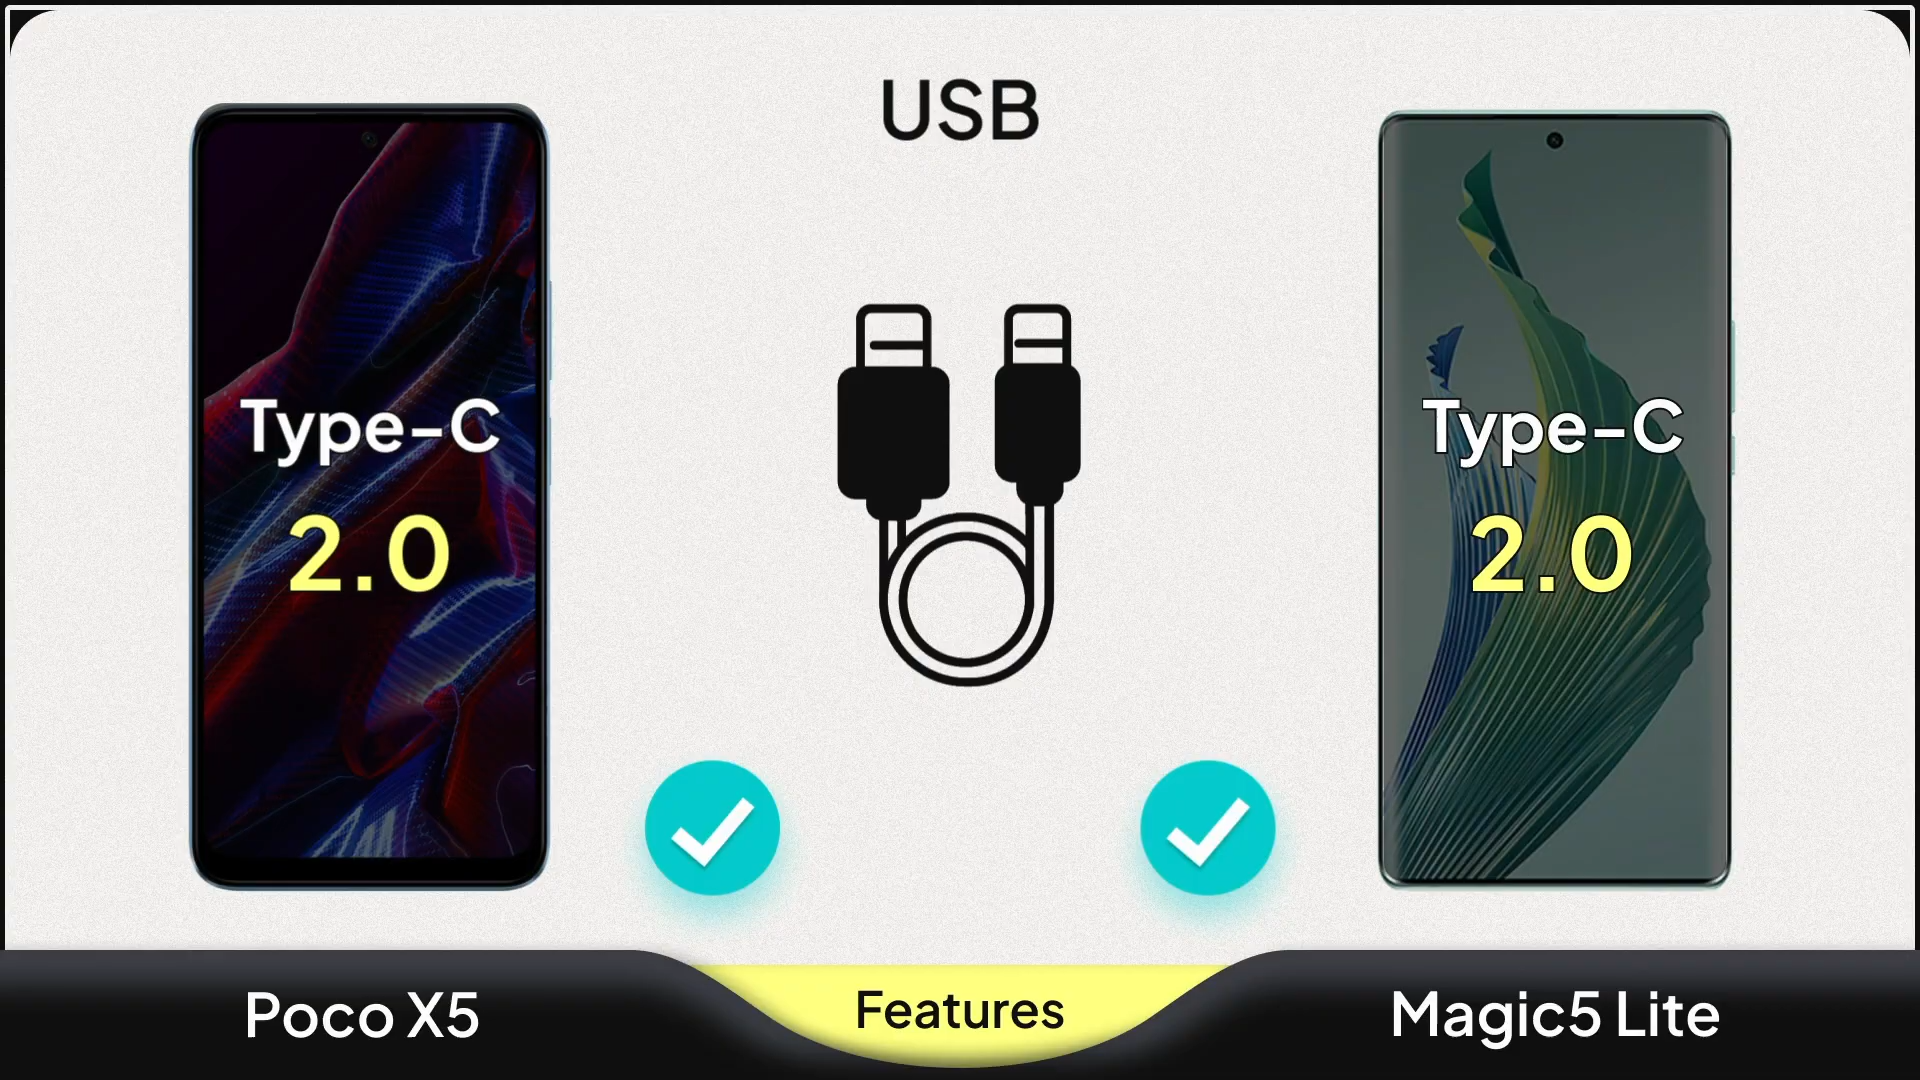 USB
Type-C
2.0
Type-C
2.0
Poco X5
Features
Magic5 Lite